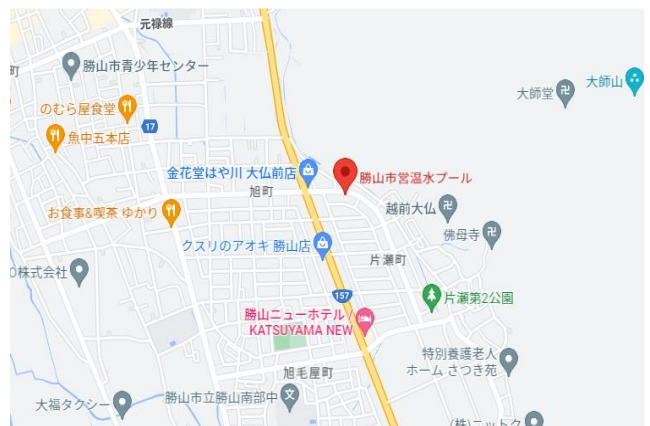 元禄線
町
勝山市青少年センター
大師山
大師堂
のむら屋食堂
17
魚中五本店
金花堂はや川 大仏前店
勝山市営温水プール
旭町
お食事&喫茶 ゆかり
越前大仏
佛母寺
クスリのアオキ 勝山店
片瀬町
O株式会社
157
片瀬第2公園
勝山ニューホテル /
KATSUYAMA NEW
特別養護老人
ホーム さつき苑
旭毛屋町
大福タクシー
勝山市立勝山南部中
文
(株)ニットク